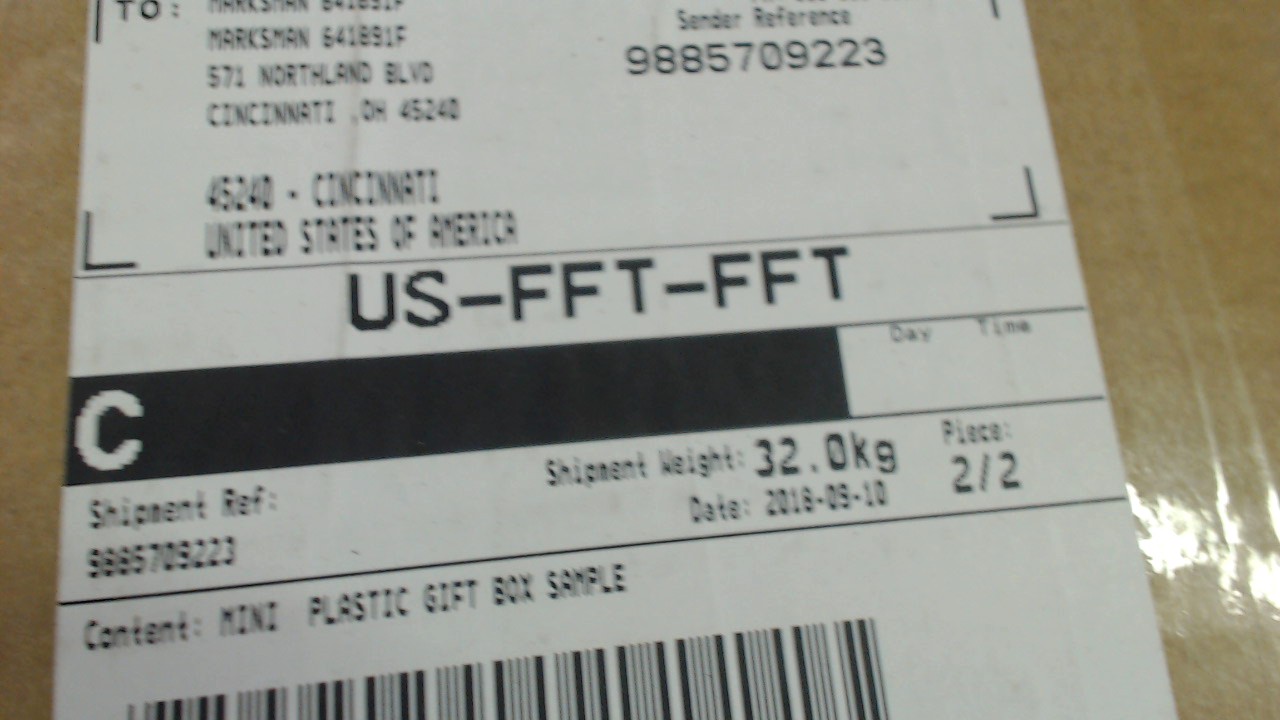 TO: MARKSMAN 641891F
MARKSMAN 641891F
571 NORTHLAND BLVD
CINCINNATI ,OH 45240
45240 - CINCINNATI
UNITED STATES OF AMERICA
Sender Reference
9885709223
US-FFT-FFT
Day Time
C
Shipment Ref:
9885709223
Shipment Weight: 32.0kg
Date: 2018-09-10
Piece:
2/2
Content: MINI PLASTIC GIFT BOX SAMPLE